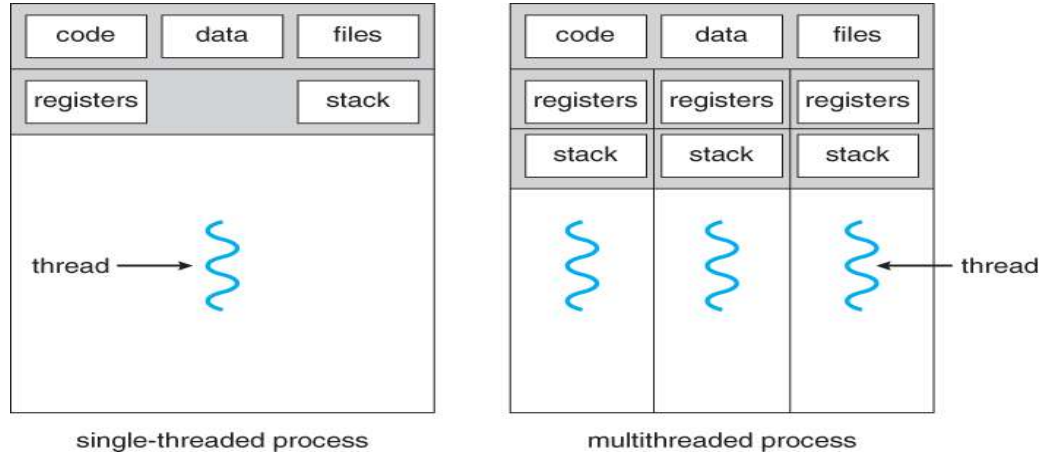 code data files
registers stack
thread
single-threaded process
code data files
registers registers registers
stack stack stack
thread
multithreaded process